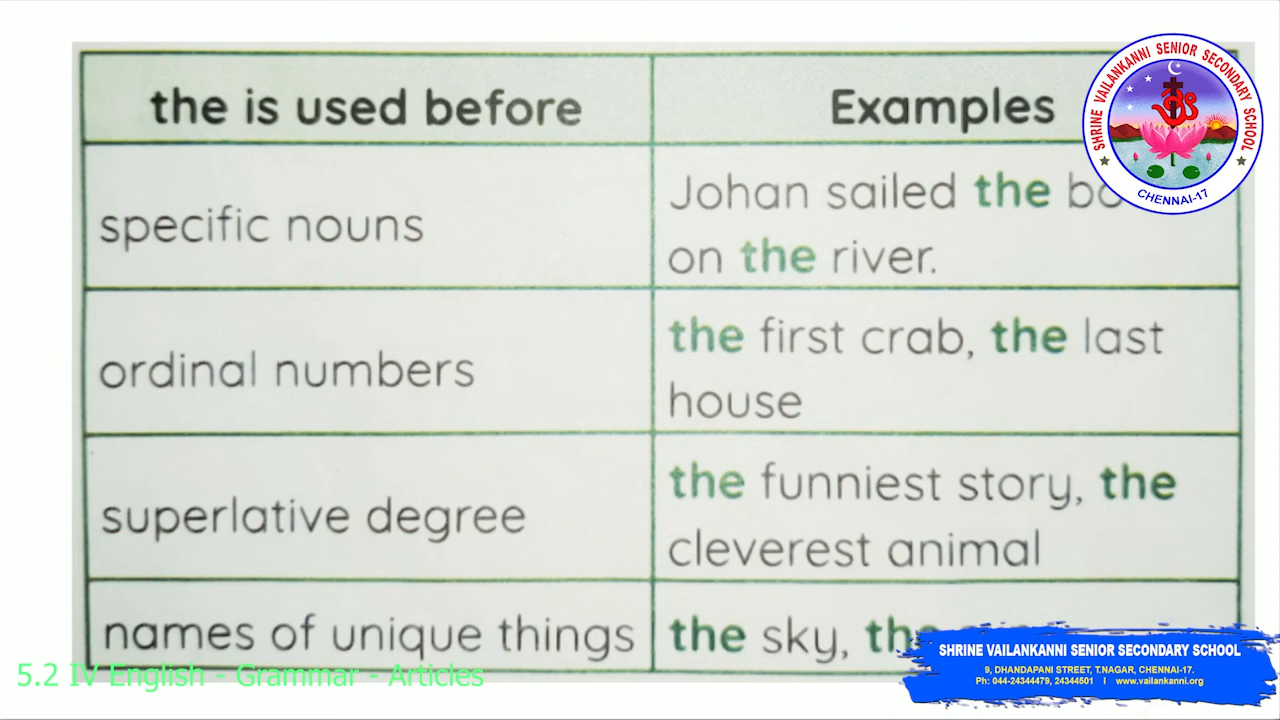 the is used before
Examples
specific nouns
Johan sailed the
on the river.
ordinal numbers
the first crab, the last
house
superlative degree
the funniest story, the
cleverest animal
names of unique things
the sky, the
5.2 IV English - Grammar - Articles
SHRINE VAILANKANNI SENIOR SECONDARY SCHOOL
CHENNAI-17
SHRINE VAILANKANNI SENIOR SECONDARY SCHOOL
9, DHANDAPANI STREET, T.NAGAR, CHENNAI-17.
Ph: 044-24344479, 24344501 I www.vailankanni.org